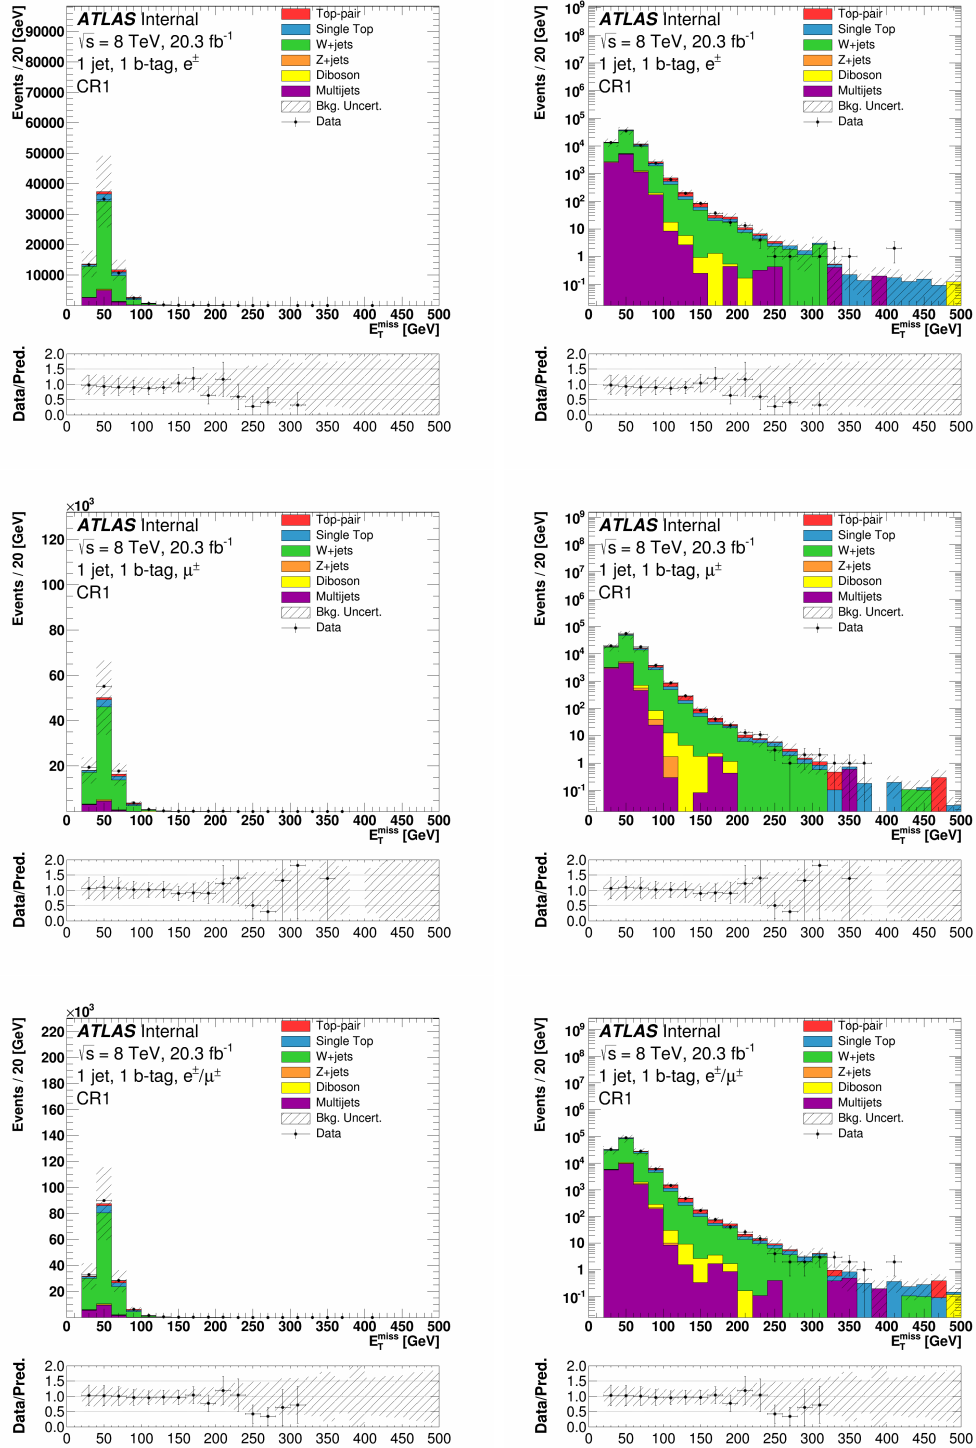 ATLAS Internal
√s = 8 TeV, 20.3 fb⁻¹
1 jet, 1 b-tag, e±
CR1
Top-pair
Single Top
W+jets
Z+jets
Diboson
Multijets
Bkg. Uncert.
Data
Events / 20 [GeV]
90000
80000
70000
60000
50000
40000
30000
20000
10000
0 50 100 150 200 250 300 350 400 450 500
E_T^miss [GeV]
Data/Pred.
2.0
1.5
1.0
0.5
0.0
0 50 100 150 200 250 300 350 400 450 500
ATLAS Internal
√s = 8 TeV, 20.3 fb⁻¹
1 jet, 1 b-tag, e±
CR1
Top-pair
Single Top
W+jets
Z+jets
Diboson
Multijets
Bkg. Uncert.
Data
Events / 20 [GeV]
10⁹
10⁸
10⁷
10⁶
10⁵
10⁴
10³
10²
10
1
10⁻¹
0 50 100 150 200 250 300 350 400 450 500
E_T^miss [GeV]
Data/Pred.
2.0
1.5
1.0
0.5
0.0
0 50 100 150 200 250 300 350 400 450 500
×10³
ATLAS Internal
√s = 8 TeV, 20.3 fb⁻¹
1 jet, 1 b-tag, μ±
CR1
Top-pair
Single Top
W+jets
Z+jets
Diboson
Multijets
Bkg. Uncert.
Data
Events / 20 [GeV]
120
100
80
60
40
20
0 50 100 150 200 250 300 350 400 450 500
E_T^miss [GeV]
Data/Pred.
2.0
1.5
1.0
0.5
0.0
0 50 100 150 200 250 300 350 400 450 500
ATLAS Internal
√s = 8 TeV, 20.3 fb⁻¹
1 jet, 1 b-tag, μ±
CR1
Top-pair
Single Top
W+jets
Z+jets
Diboson
Multijets
Bkg. Uncert.
Data
Events / 20 [GeV]
10⁹
10⁸
10⁷
10⁶
10⁵
10⁴
10³
10²
10
1
10⁻¹
0 50 100 150 200 250 300 350 400 450 500
E_T^miss [GeV]
Data/Pred.
2.0
1.5
1.0
0.5
0.0
0 50 100 150 200 250 300 350 400 450 500
×10³
ATLAS Internal
√s = 8 TeV, 20.3 fb⁻¹
1 jet, 1 b-tag, e±/μ±
CR1
Top-pair
Single Top
W+jets
Z+jets
Diboson
Multijets
Bkg. Uncert.
Data
Events / 20 [GeV]
220
200
180
160
140
120
100
80
60
40
20
0 50 100 150 200 250 300 350 400 450 500
E_T^miss [GeV]
Data/Pred.
2.0
1.5
1.0
0.5
0.0
0 50 100 150 200 250 300 350 400 450 500
ATLAS Internal
√s = 8 TeV, 20.3 fb⁻¹
1 jet, 1 b-tag, e±/μ±
CR1
Top-pair
Single Top
W+jets
Z+jets
Diboson
Multijets
Bkg. Uncert.
Data
Events / 20 [GeV]
10⁹
10⁸
10⁷
10⁶
10⁵
10⁴
10³
10²
10
1
10⁻¹
0 50 100 150 200 250 300 350 400 450 500
E_T^miss [GeV]
Data/Pred.
2.0
1.5
1.0
0.5
0.0
0 50 100 150 200 250 300 350 400 450 500